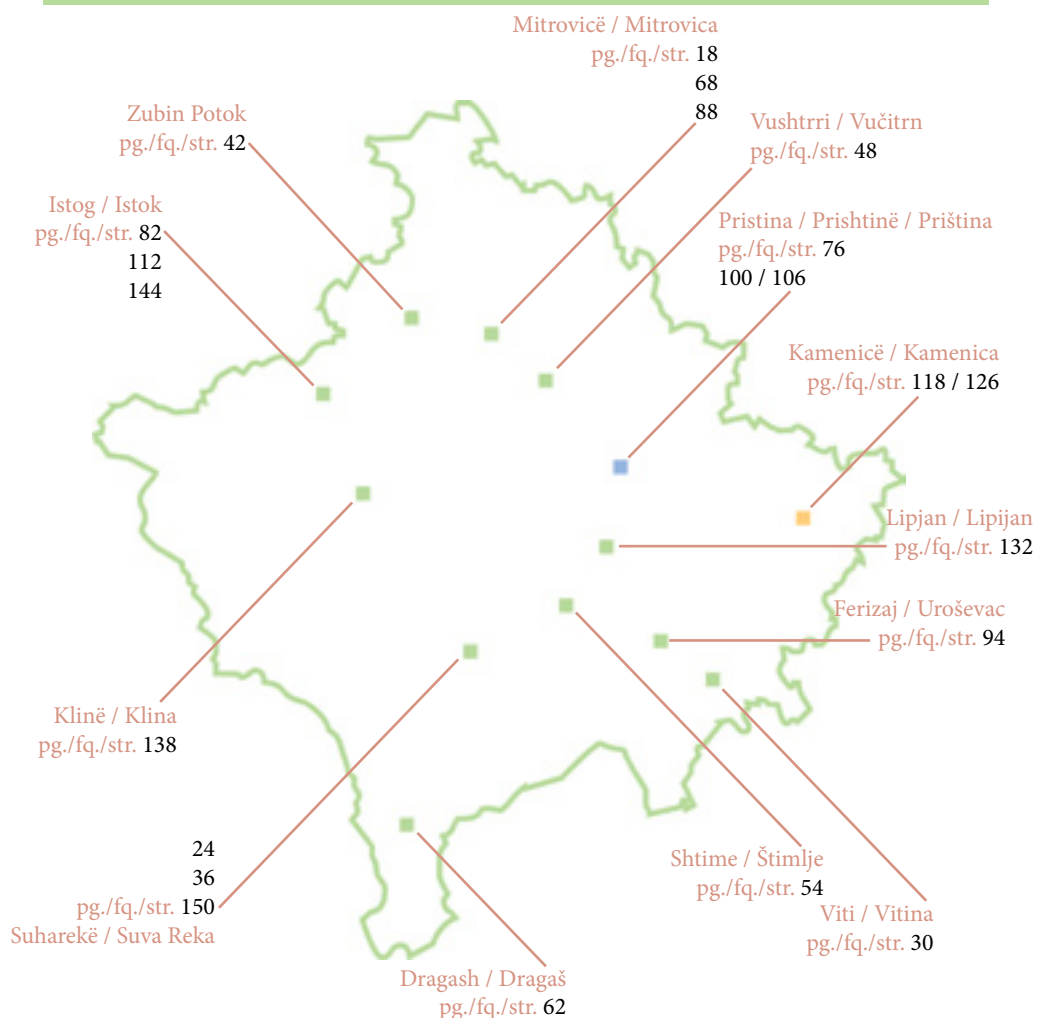 Mitrovicë / Mitrovica
pg./fq./str. 18
68
88
Zubin Potok
pg./fq./str. 42
Vushtrri / Vučitrn
pg./fq./str. 48
Istog / Istok
pg./fq./str. 82
112
144
Pristina / Prishtinë / Priština
pg./fq./str. 76
100 / 106
Kamenicë / Kamenica
pg./fq./str. 118 / 126
Lipjan / Lipijan
pg./fq./str. 132
Ferizaj / Uroševac
pg./fq./str. 94
Klinë / Klina
pg./fq./str. 138
24
36
pg./fq./str. 150
Suharekë / Suva Reka
Shtime / Štimlje
pg./fq./str. 54
Viti / Vitina
pg./fq./str. 30
Dragash / Dragaš
pg./fq./str. 62